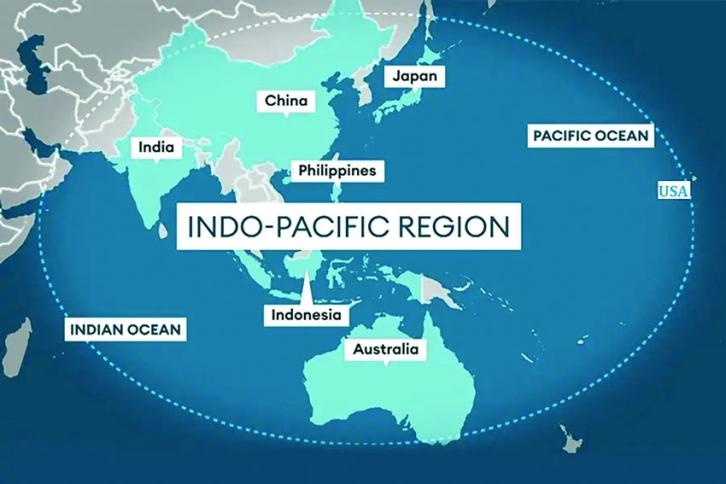 Japan
China
PACIFIC OCEAN
India
Philippines
USA
INDO-PACIFIC REGION
Indonesia
INDIAN OCEAN
Australia